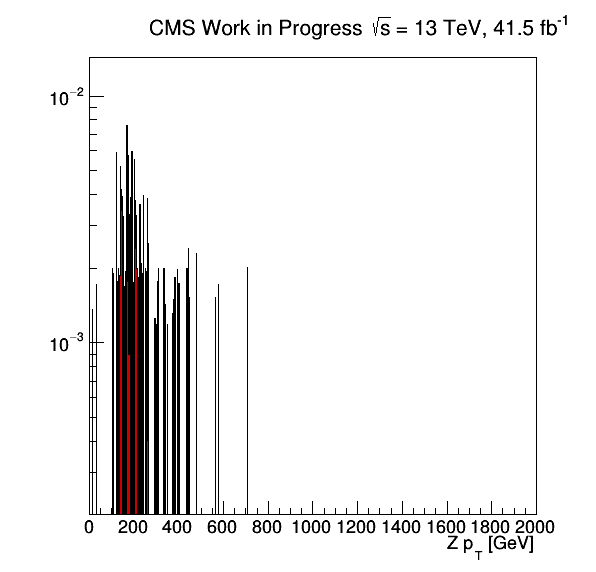 CMS Work in Progress √s = 13 TeV, 41.5 fb⁻¹
10⁻²
10⁻³
0 200 400 600 800 1000 1200 1400 1600 1800 2000
Z p_T [GeV]